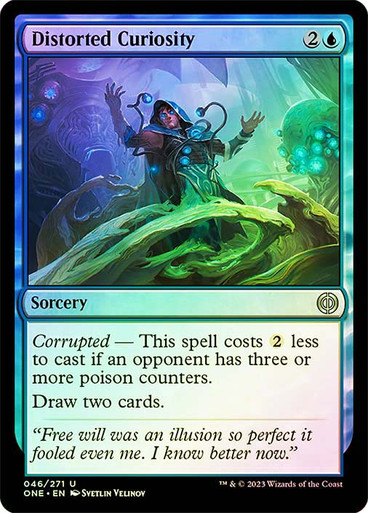 Distorted Curiosity 2
Sorcery
Corrupted — This spell costs 2 less
to cast if an opponent has three or
more poison counters.
Draw two cards.
“Free will was an illusion so perfect it
fooled even me. I know better now.”
046/271 U
ONE • EN Svetlin Velinov
™ & © 2023 Wizards of the Coast